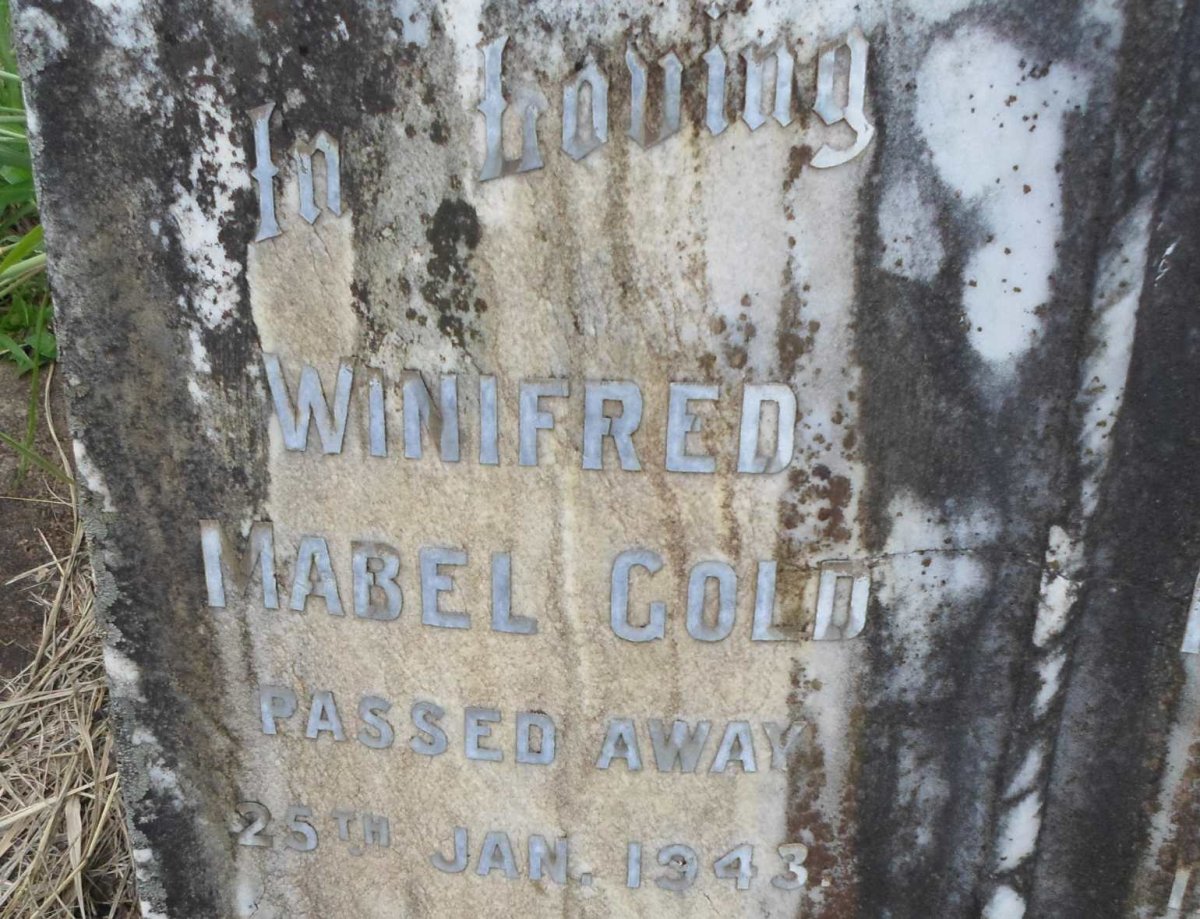 In Loving
WINIFRED
MABEL GOLD
PASSED AWAY
25TH JAN. 1943